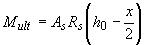 M_ult = A_s R_s ( h_0 − x/2 )